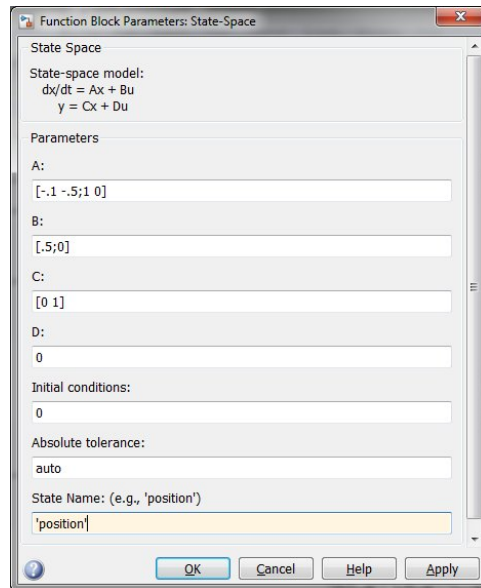 Function Block Parameters: State-Space
State Space
State-space model:
dx/dt = Ax + Bu
y = Cx + Du
Parameters
A:
[-.1 -.5;1 0]
B:
[.5;0]
C:
[0 1]
D:
0
Initial conditions:
0
Absolute tolerance:
auto
State Name: (e.g., 'position')
'position'
OK Cancel Help Apply